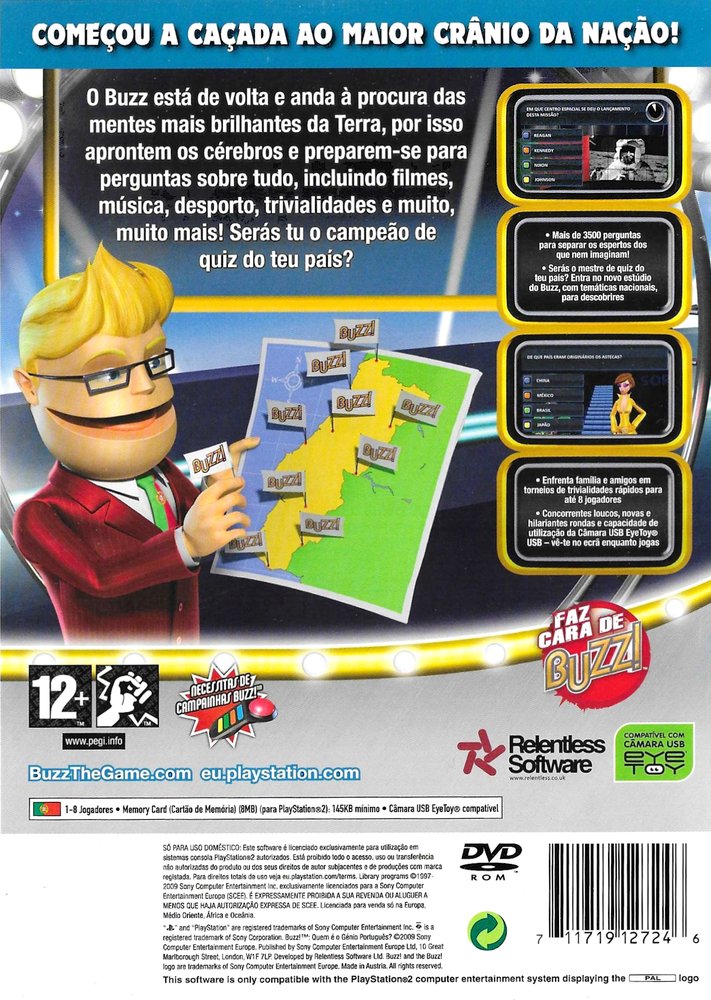 COMEÇOU A CAÇADA AO MAIOR CRÂNIO DA NAÇÃO!
O Buzz está de volta e anda à procura das
mentes mais brilhantes da Terra, por isso
aprontem os cérebros e preparem-se para
perguntas sobre tudo, incluindo filmes,
música, desporto, trivialidades e muito,
muito mais! Serás tu o campeão de
quiz do teu país?
EM QUE CENTRO ESPACIAL SE DEU O LANÇAMENTO
DESTA MISSÃO?
REAGAN
KENNEDY
NIXON
JOHNSON
• Mais de 3500 perguntas
para separar os espertos dos
que nem imaginam!
• Serás o mestre de quiz do
teu país? Entra no novo estúdio
do Buzz, com temáticas nacionais,
para descobrires
DE QUE PAÍS ERAM ORIGINÁRIOS OS ASTECAS?
CHINA
MÉXICO
BRASIL
JAPÃO
• Enfrenta família e amigos em
torneios de trivialidades rápidos para
até 8 jogadores
• Concorrentes loucos, novas e
hilariantes rondas e capacidade de
utilização da Câmara USB EyeToy®
USB – vê-te no ecrã enquanto jogas
BUZZ!
BUZZ!
BUZZ!
BUZZ!
BUZZ!
BUZZ!
BUZZ!
BUZZ!
BUZZ!
BUZZ!
FAZ
CARA DE
BUZZ!
12+
www.pegi.info
NECESSITAS DE
CAMPAINHAS BUZZ!™
BuzzTheGame.com eu.playstation.com
Relentless
Software
www.relentless.co.uk
COMPATÍVEL COM
CÂMARA USB
EYE
TOY
1-8 Jogadores • Memory Card (Cartão de Memória) (8MB) (para PlayStation®2): 145KB mínimo • Câmara USB EyeToy® compatível
SÓ PARA USO DOMÉSTICO: Este software é licenciado exclusivamente para utilização em
sistemas consola PlayStation®2 autorizados. Está proibido todo o acesso, uso ou transferência
não autorizados do produto ou dos seus direitos de autor subjacentes e de produções com marca
registada. Para direitos totais de uso veja eu.playstation.com/terms. Library programs ©1997-
2009 Sony Computer Entertainment Inc. exclusivamente licenciados para a Sony Computer
Entertainment Europe (SCEE). É EXPRESSAMENTE PROIBIDA A SUA REVENDA OU ALUGUER A
MENOS QUE HAJA AUTORIZAÇÃO EXPRESSA DE SCEE. Licenciada para venda só na Europa,
Médio Oriente, África e Oceânia.
" " and "PlayStation" are registered trademarks of Sony Computer Entertainment Inc. is a
registered trademark of Sony Corporation. Buzz!™: Quem é o Génio Português? ©2009 Sony
Computer Entertainment Europe. Published by Sony Computer Entertainment Europe Ltd, 10 Great
Marlborough Street, London, W1F 7LP. Developed by Relentless Software Ltd. Buzz! and the Buzz!
logo are trademarks of Sony Computer Entertainment Europe. Made in Austria. All rights reserved.
DVD
ROM
7 11719 12724 6
This software is only compatible with the PlayStation®2 computer entertainment system displaying the PAL logo